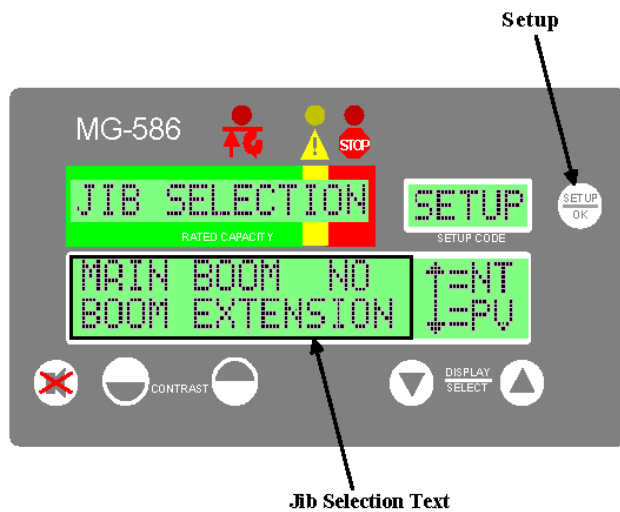 Setup
MG-586
STOP
JIB SELECTION
SETUP
SETUP
OK
RATED CAPACITY
SETUP CODE
MAIN BOOM NO
BOOM EXTENSION
↑=NT
↓=PV
CONTRAST
DISPLAY
SELECT
Jib Selection Text